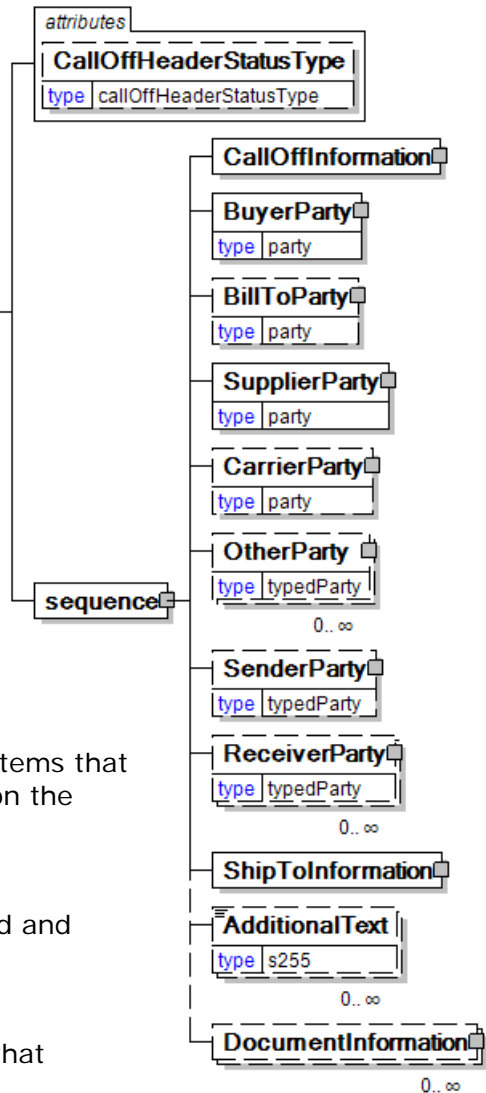 attributes
CallOffHeaderStatusType
type callOffHeaderStatusType
CallOffInformation
BuyerParty
type party
BillToParty
type party
SupplierParty
type party
CarrierParty
type party
OtherParty
type typedParty
0.. ∞
sequence
SenderParty
type typedParty
tems that
on the
ReceiverParty
type typedParty
0.. ∞
ShipToInformation
d and
AdditionalText
type s255
0.. ∞
hat
DocumentInformation
0.. ∞